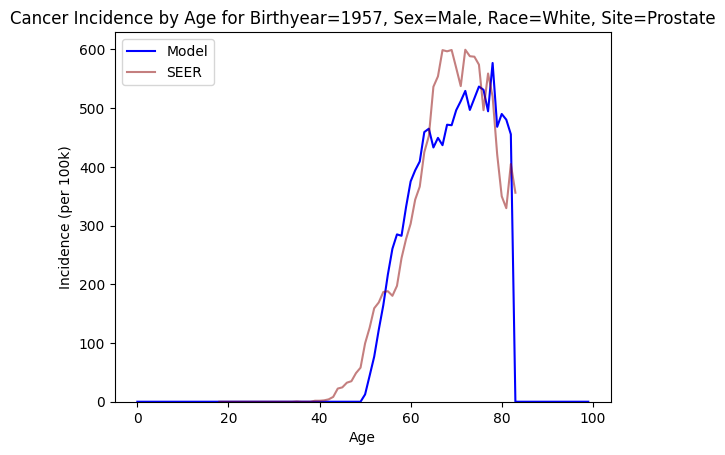 Cancer Incidence by Age for Birthyear=1957, Sex=Male, Race=White, Site=Prostate
Model
SEER
600
500
400
300
200
100
0
Incidence (per 100k)
0 20 40 60 80 100
Age